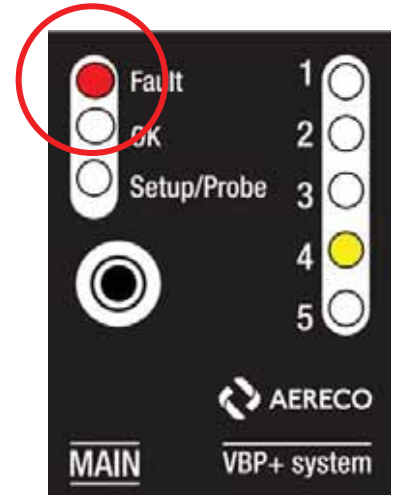 Fault
OK
Setup/Probe
1
2
3
4
5
AERECO
MAIN
VBP+ system